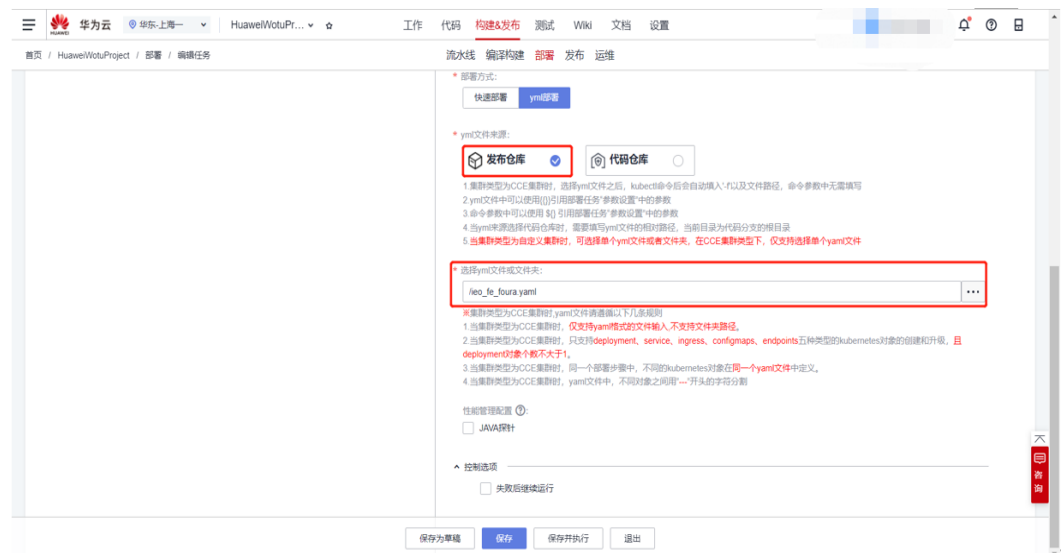 HUAWEI 华为云 华东-上海一 HuaweiWotuPr... 工作 代码 构建&发布 测试 Wiki 文档 设置
首页 / HuaweiWotuProject / 部署 / 编辑任务 流水线 编译构建 部署 发布 运维
* 部署方式:
快速部署 yml部署
* yml文件来源:
发布仓库 代码仓库
1.集群类型为CCE集群时，选择yml文件之后，kubectl命令后会自动填入'-f'以及文件路径，命令参数中无需填写
2.yml文件中可以使用{{}}引用部署任务"参数设置"中的参数
3.命令参数中可以使用 ${} 引用部署任务"参数设置"中的参数
4.当yml来源选择代码仓库时，需要填写yml文件的相对路径，当前目录为代码分支的根目录
5.当集群类型为自定义集群时，可选择单个yml文件或者文件夹，在CCE集群类型下，仅支持选择单个yaml文件
* 选择yml文件或文件夹:
/ieo_fe_foura.yaml ...
※集群类型为CCE集群时,yaml文件请遵循以下几条规则
1.当集群类型为CCE集群时，仅支持yaml格式的文件输入,不支持文件夹路径。
2.当集群类型为CCE集群时，只支持deployment、service、ingress、configmaps、endpoints五种类型的kubernetes对象的创建和升级，且
deployment对象个数不大于1。
3.当集群类型为CCE集群时，同一个部署步骤中，不同的kubernetes对象在同一个yaml文件中定义。
4.当集群类型为CCE集群时，yaml文件中，不同对象之间用"---"开头的字符分割
性能管理配置 ?:
JAVA探针
控制选项
失败后继续运行
咨
询
保存为草稿 保存 保存并执行 退出